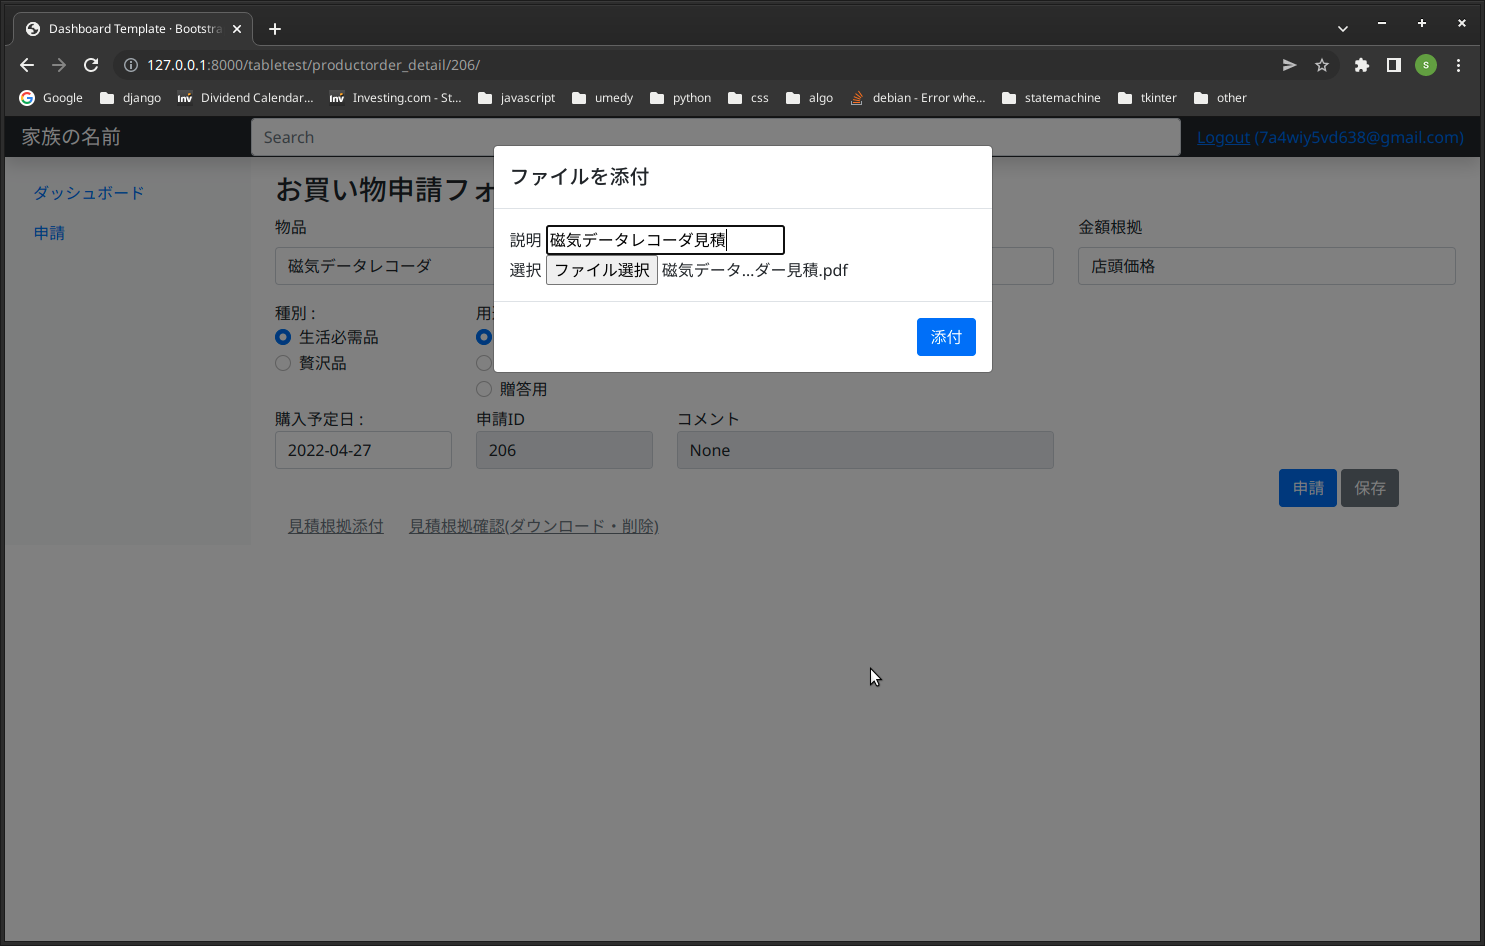 Dashboard Template · Bootstra
127.0.0.1:8000/tabletest/productorder_detail/206/
S
Google django Dividend Calendar... Investing.com - St... javascript umedy python css algo debian - Error whe... statemachine tkinter other
家族の名前
Search
Logout (7a4wiy5vd638@gmail.com)
ダッシュボード
申請
お買い物申請フォ
ファイルを添付
説明 磁気データレコーダ見積
選択 ファイル選択 磁気データ...ダー見積.pdf
添付
物品
金額根拠
磁気データレコーダ
店頭価格
種別 :
用
生活必需品
贅沢品
贈答用
購入予定日 :
申請ID
コメント
2022-04-27
206
None
申請 保存
見積根拠添付 見積根拠確認(ダウンロード・削除)